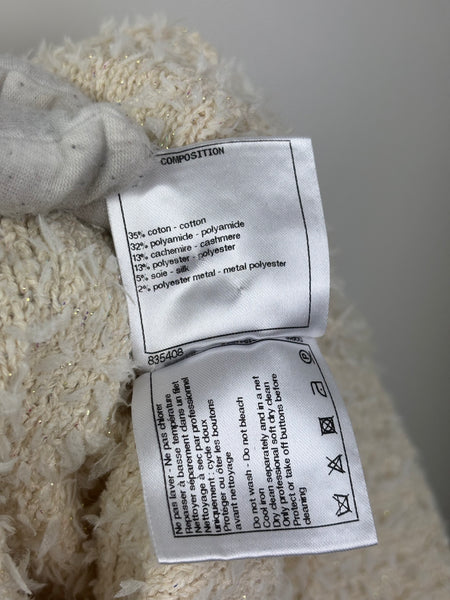 COMPOSITION
35% coton - cotton
32% polyamide - polyamide
13% cachemire - cashmere
13% polyester - polyester
5% soie - silk
2% polyester metal - metal polyester
835408
Ne pas laver - Ne pas chlorer
Repasser à basse température
Nettoyer séparément dans un filet
Nettoyage à sec par professionnel
uniquement : cycle doux
Protéger ou ôter les boutons
avant nettoyage
Do not wash - Do not bleach
Cool iron
Dry clean separately and in a net
Only professional soft dry clean
Protect or take off buttons before
cleaning